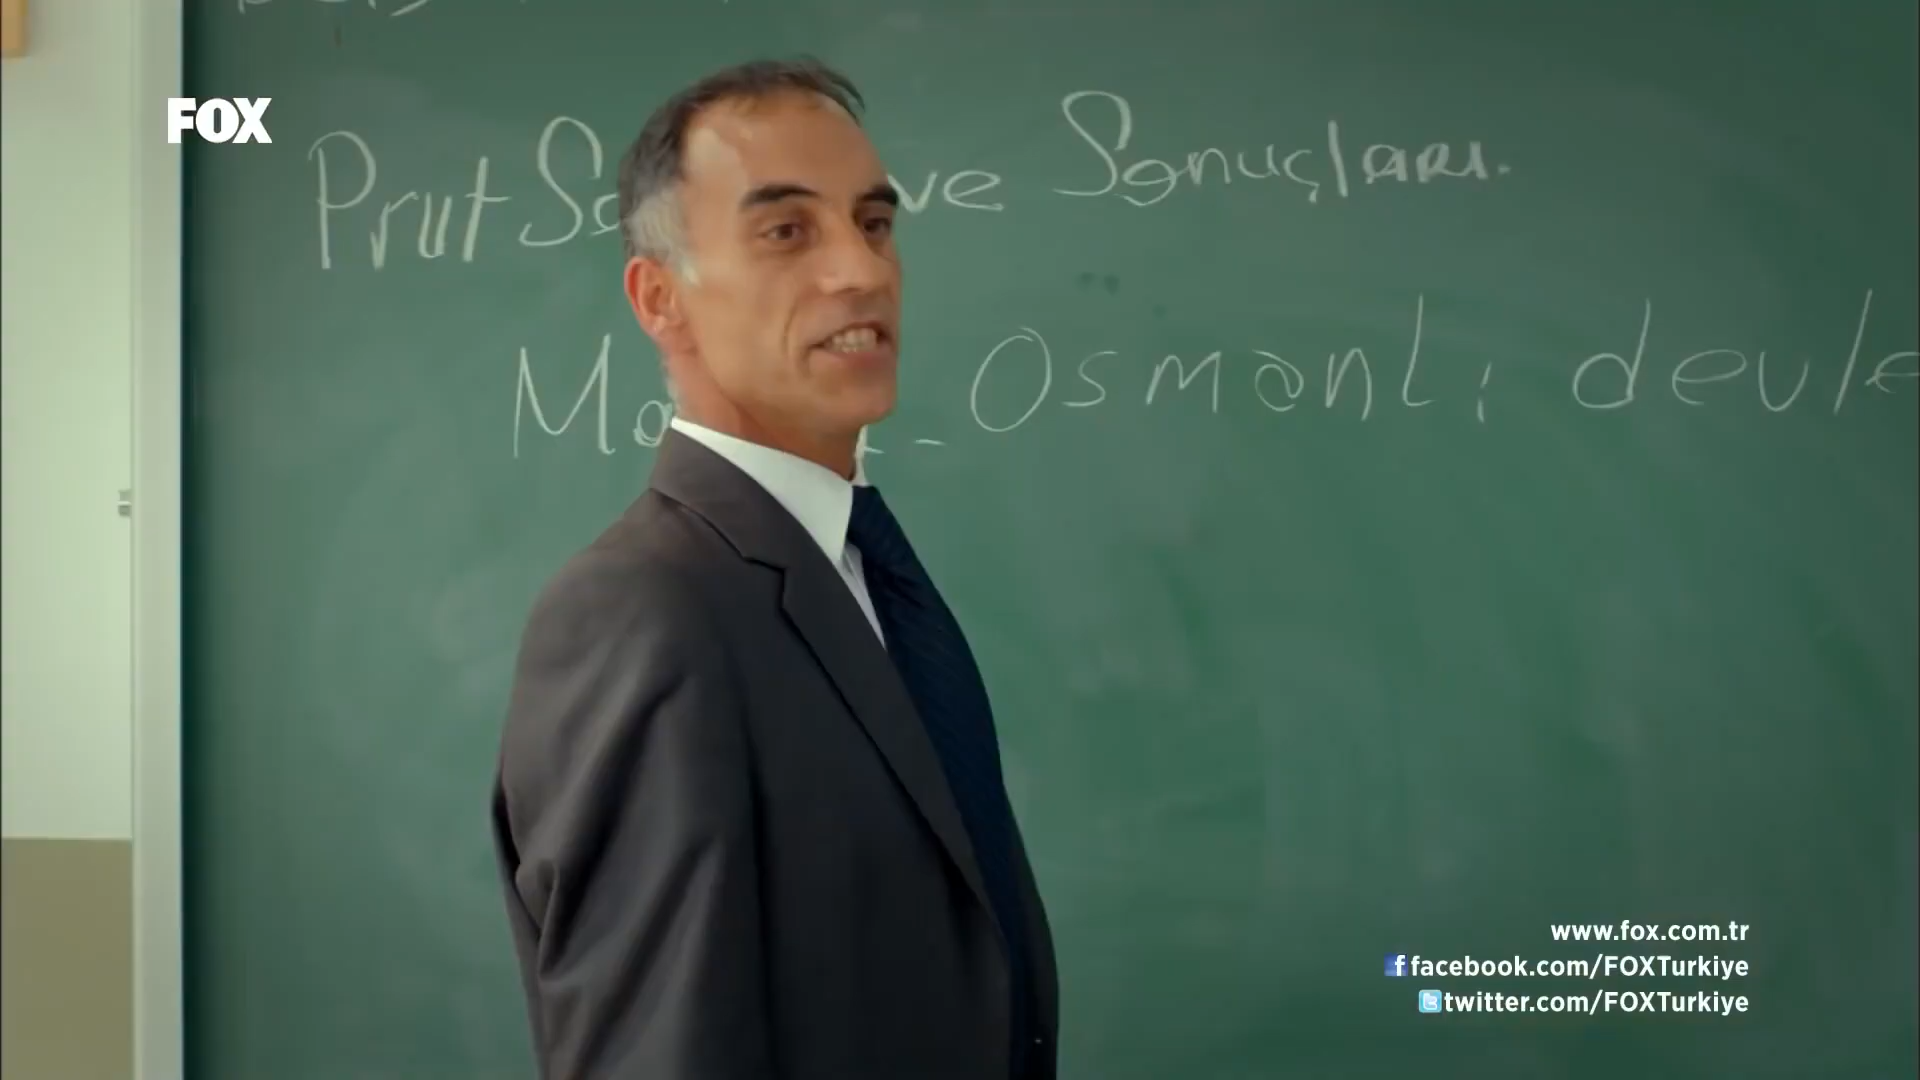 FOX
Prut ve Sonuçları.
- Osmanlı devle
www.fox.com.tr
facebook.com/FOXTurkiye
twitter.com/FOXTurkiye